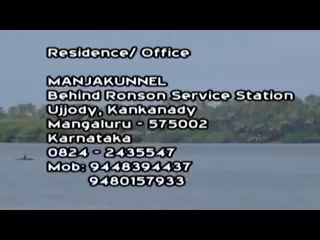 Residence/ Office
MANJAKUNNEL
Behind Ronson Service Station
Ujjody, Kankanady
Mangaluru - 575002
Karnataka
0824 - 2435547
Mob: 9448394437
9480157933